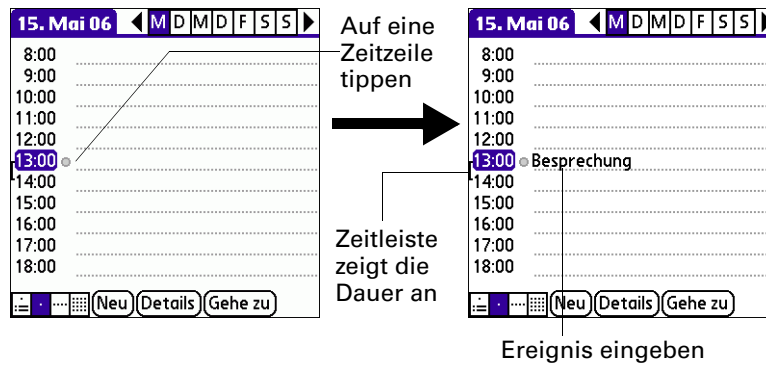 15. Mai 06 M D M D F S S
8:00
9:00
10:00
11:00
12:00
13:00
14:00
15:00
16:00
17:00
18:00
Neu Details Gehe zu
Auf eine
Zeitzeile
tippen
Zeitleiste
zeigt die
Dauer an
15. Mai 06 M D M D F S S
8:00
9:00
10:00
11:00
12:00
13:00 Besprechung
14:00
15:00
16:00
17:00
18:00
Neu Details Gehe zu
Ereignis eingeben